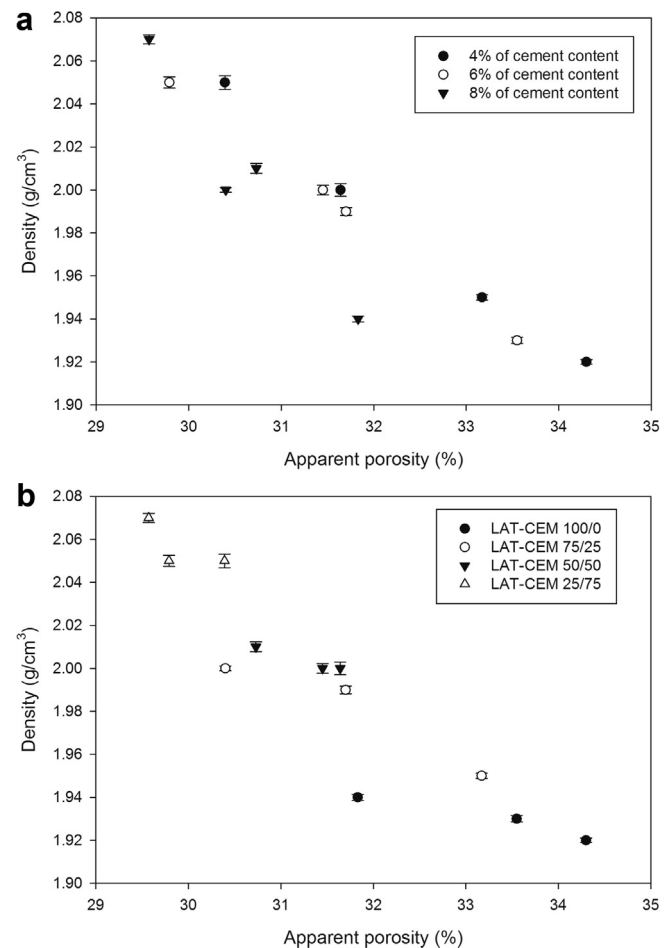 a
2.08
2.06
2.04
2.02
2.00
1.98
1.96
1.94
1.92
1.90
Density (g/cm³)
4% of cement content
6% of cement content
8% of cement content
29 30 31 32 33 34 35
Apparent porosity (%)
b
2.08
2.06
2.04
2.02
2.00
1.98
1.96
1.94
1.92
1.90
Density (g/cm³)
LAT-CEM 100/0
LAT-CEM 75/25
LAT-CEM 50/50
LAT-CEM 25/75
29 30 31 32 33 34 35
Apparent porosity (%)